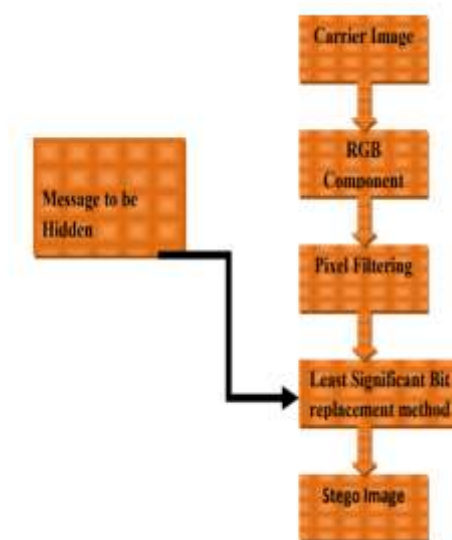 Carrier Image
RGB
Component
Message to be
Hidden
Pixel Filtering
Least Significant Bit
replacement method
Stego Image